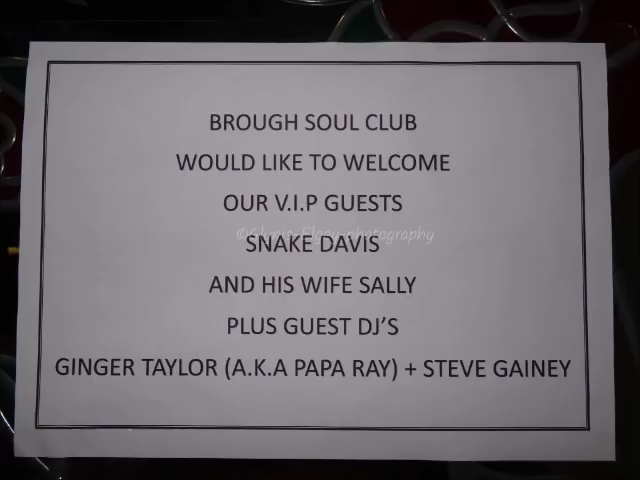 BROUGH SOUL CLUB
WOULD LIKE TO WELCOME
OUR V.I.P GUESTS
SNAKE DAVIS
AND HIS WIFE SALLY
PLUS GUEST DJ'S
GINGER TAYLOR (A.K.A PAPA RAY) + STEVE GAINEY
photography